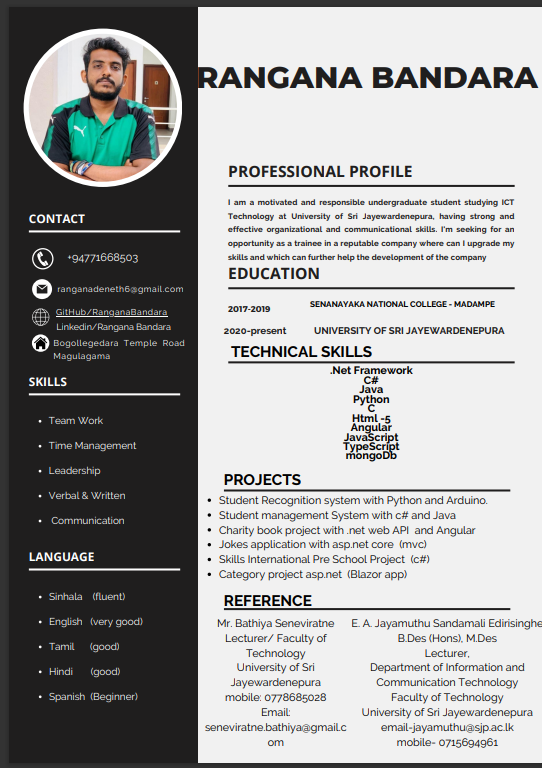 RANGANA BANDARA
CONTACT
+94771668503
ranganadeneth6@gmail.com
GitHub/RanganaBandara
Linkedin/Rangana Bandara
Bogollegedara Temple Road
Magulagama
SKILLS
• Team Work
• Time Management
• Leadership
• Verbal & Written
• Communication
LANGUAGE
• Sinhala (fluent)
• English (very good)
• Tamil (good)
• Hindi (good)
• Spanish (Beginner)
PROFESSIONAL PROFILE
I am a motivated and responsible undergraduate student studying ICT
Technology at University of Sri Jayewardenepura, having strong and
effective organizational and communicational skills. I'm seeking for an
opportunity as a trainee in a reputable company where can I upgrade my
skills and which can further help the development of the company
EDUCATION
2017-2019 SENANAYAKA NATIONAL COLLEGE - MADAMPE
2020-present UNIVERSITY OF SRI JAYEWARDENEPURA
TECHNICAL SKILLS
.Net Framework
C#
Java
Python
C
Html -5
Angular
JavaScript
TypeScript
mongoDb
PROJECTS
• Student Recognition system with Python and Arduino.
• Student management System with c# and Java
• Charity book project with .net web API and Angular
• Jokes application with asp.net core (mvc)
• Skills International Pre School Project (c#)
• Category project asp.net (Blazor app)
REFERENCE
Mr. Bathiya Seneviratne
Lecturer/ Faculty of
Technology
University of Sri
Jayewardenepura
mobile: 0778685028
Email:
seneviratne.bathiya@gmail.c
om
E. A. Jayamuthu Sandamali Edirisinghe
B.Des (Hons), M.Des
Lecturer,
Department of Information and
Communication Technology
Faculty of Technology
University of Sri Jayewardenepura
email-jayamuthu@sjp.ac.lk
mobile- 0715694961